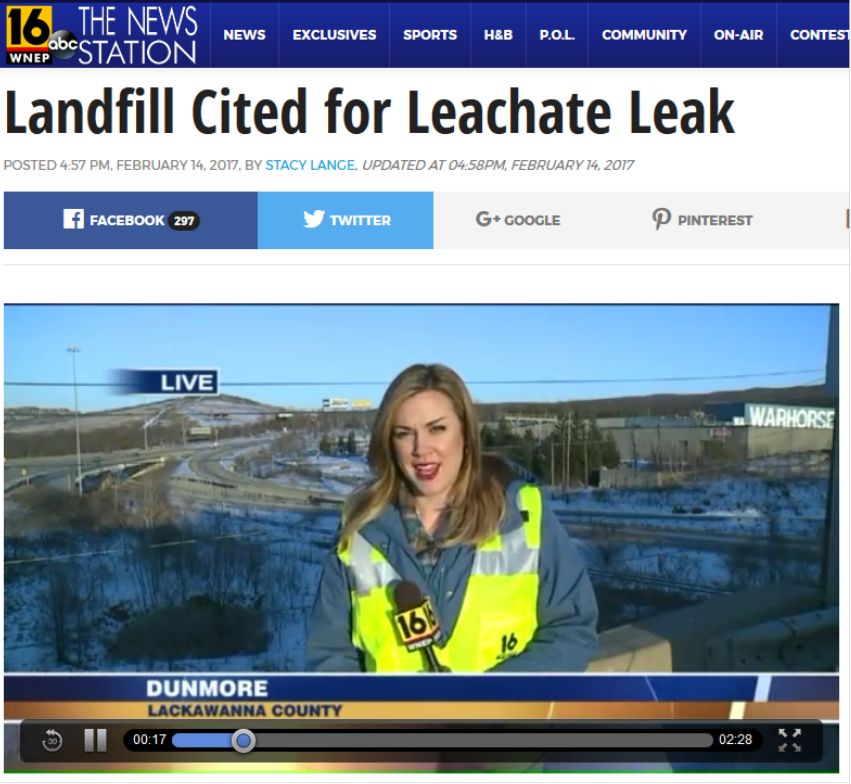 16 abc THE NEWS
WNEP STATION
NEWS EXCLUSIVES SPORTS H&B P.O.L. COMMUNITY ON-AIR CONTEST
Landfill Cited for Leachate Leak
POSTED 4:57 PM, FEBRUARY 14, 2017, BY STACY LANGE, UPDATED AT 04:58PM, FEBRUARY 14, 2017
FACEBOOK 297 TWITTER G+ GOOGLE PINTEREST
LIVE
WARHORSE
16
WNEP
16
DUNMORE
LACKAWANNA COUNTY
30 00:17 02:28